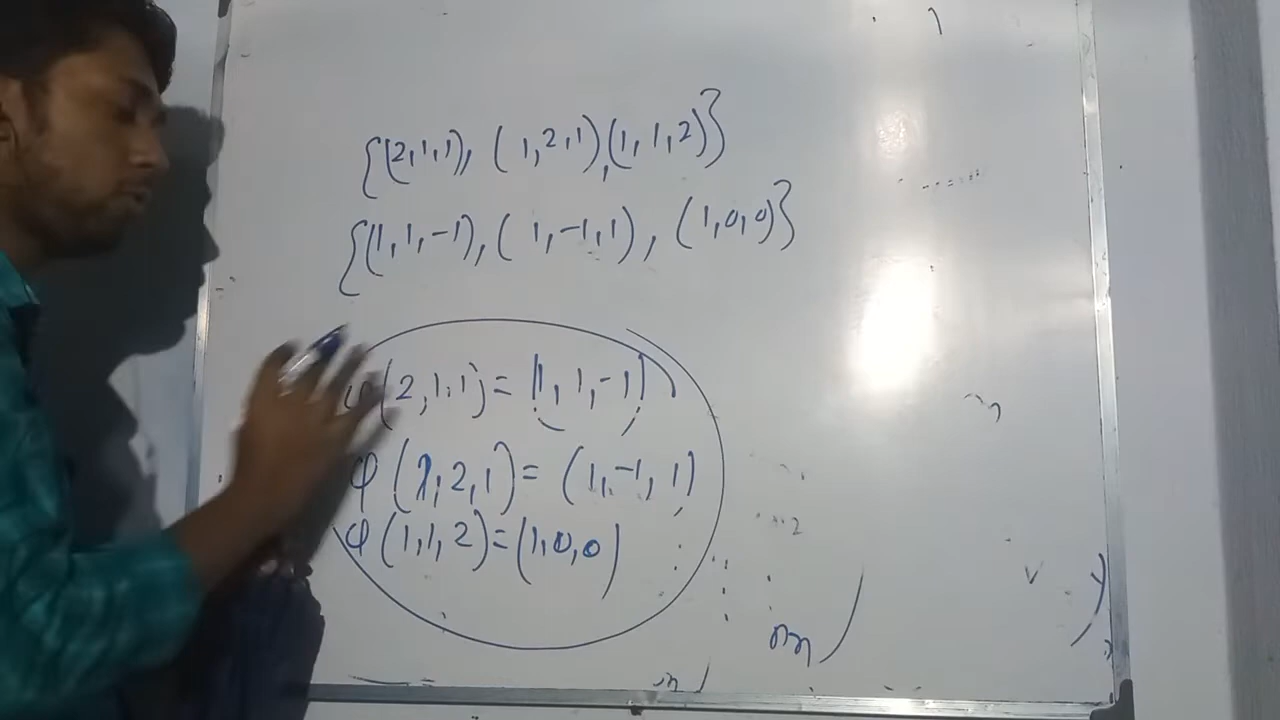 {(2,1,1), (1,2,1), (1,1,2)}
{(1,1,-1), (1,-1,1), (1,0,0)}
φ(2,1,1) = (1,1,-1)
φ(1,2,1) = (1,-1,1)
φ(1,1,2) = (1,0,0)